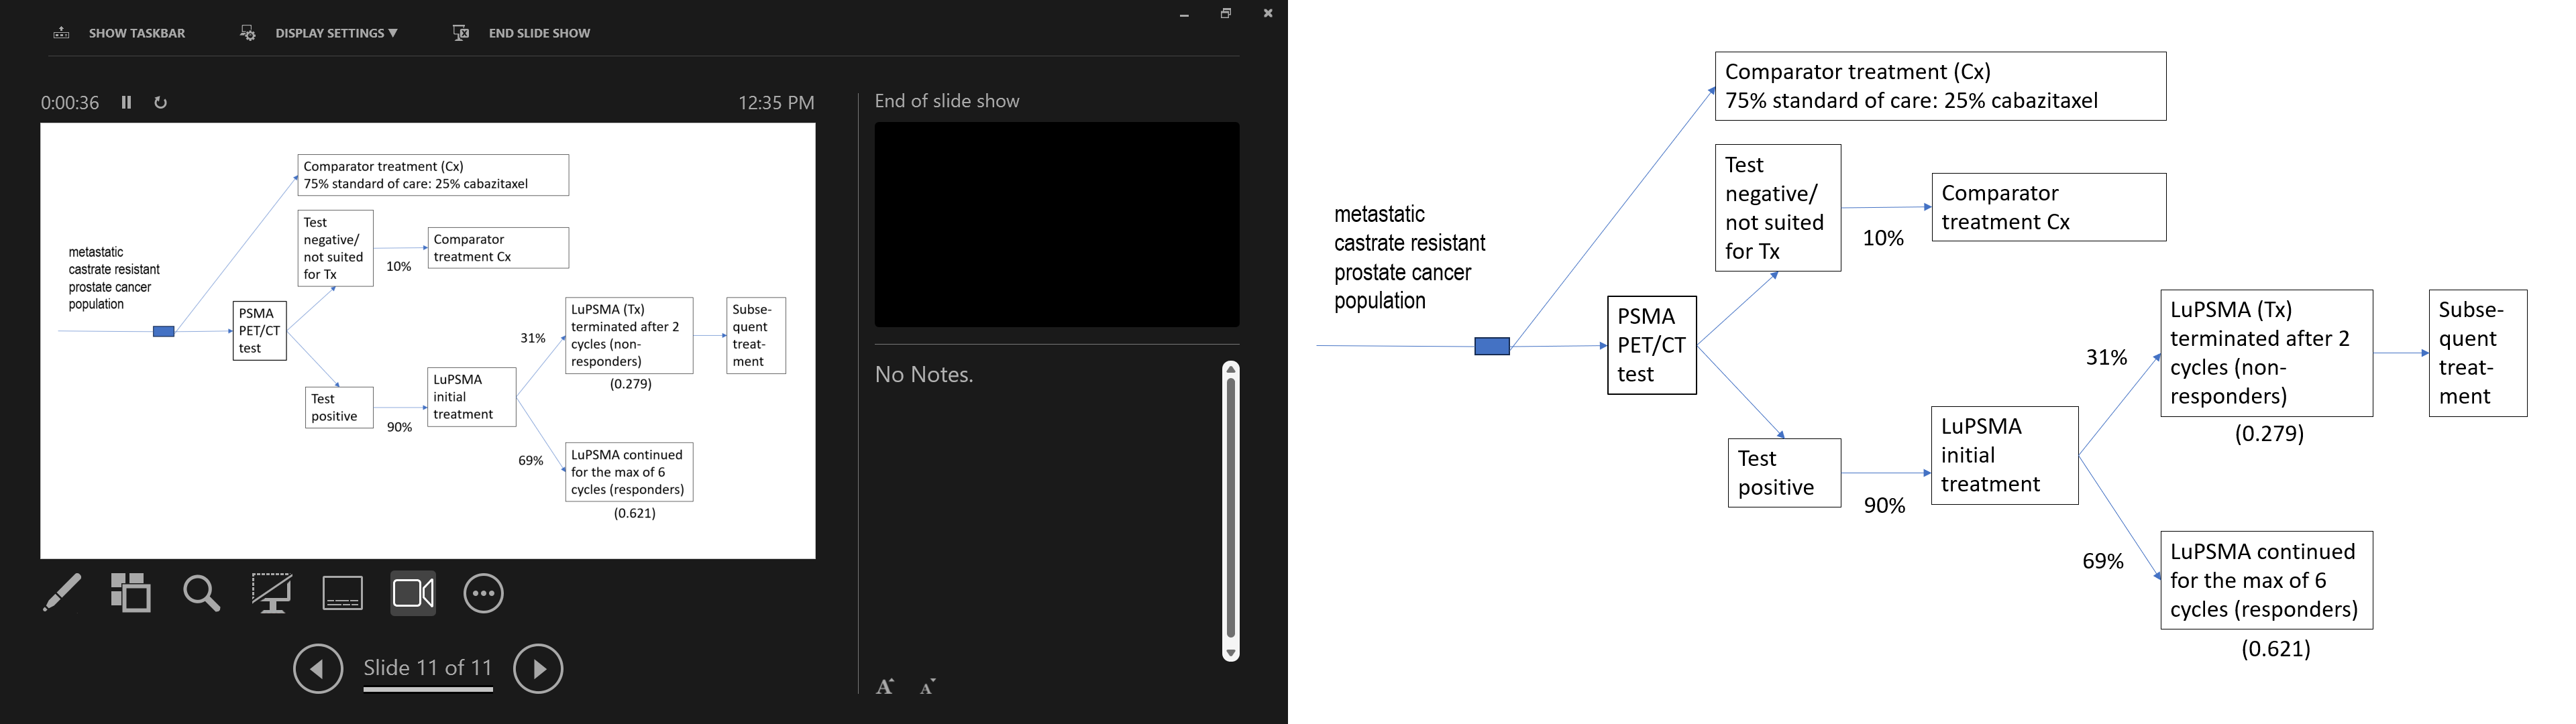 SHOW TASKBAR
DISPLAY SETTINGS ▼
END SLIDE SHOW
0:00:36
12:35 PM
Comparator treatment (Cx)
75% standard of care: 25% cabazitaxel
Test
negative/
not suited
for Tx
10%
Comparator
treatment Cx
metastatic
castrate resistant
prostate cancer
population
PSMA
PET/CT
test
Test
positive
90%
LuPSMA
initial
treatment
31%
LuPSMA (Tx)
terminated after 2
cycles (non-
responders)
(0.279)
Subse-
quent
treat-
ment
69%
LuPSMA continued
for the max of 6
cycles (responders)
(0.621)
Slide 11 of 11
End of slide show
No Notes.
A
A
Comparator treatment (Cx)
75% standard of care: 25% cabazitaxel
Test
negative/
not suited
for Tx
10%
Comparator
treatment Cx
metastatic
castrate resistant
prostate cancer
population
PSMA
PET/CT
test
Test
positive
90%
LuPSMA
initial
treatment
31%
LuPSMA (Tx)
terminated after 2
cycles (non-
responders)
(0.279)
Subse-
quent
treat-
ment
69%
LuPSMA continued
for the max of 6
cycles (responders)
(0.621)